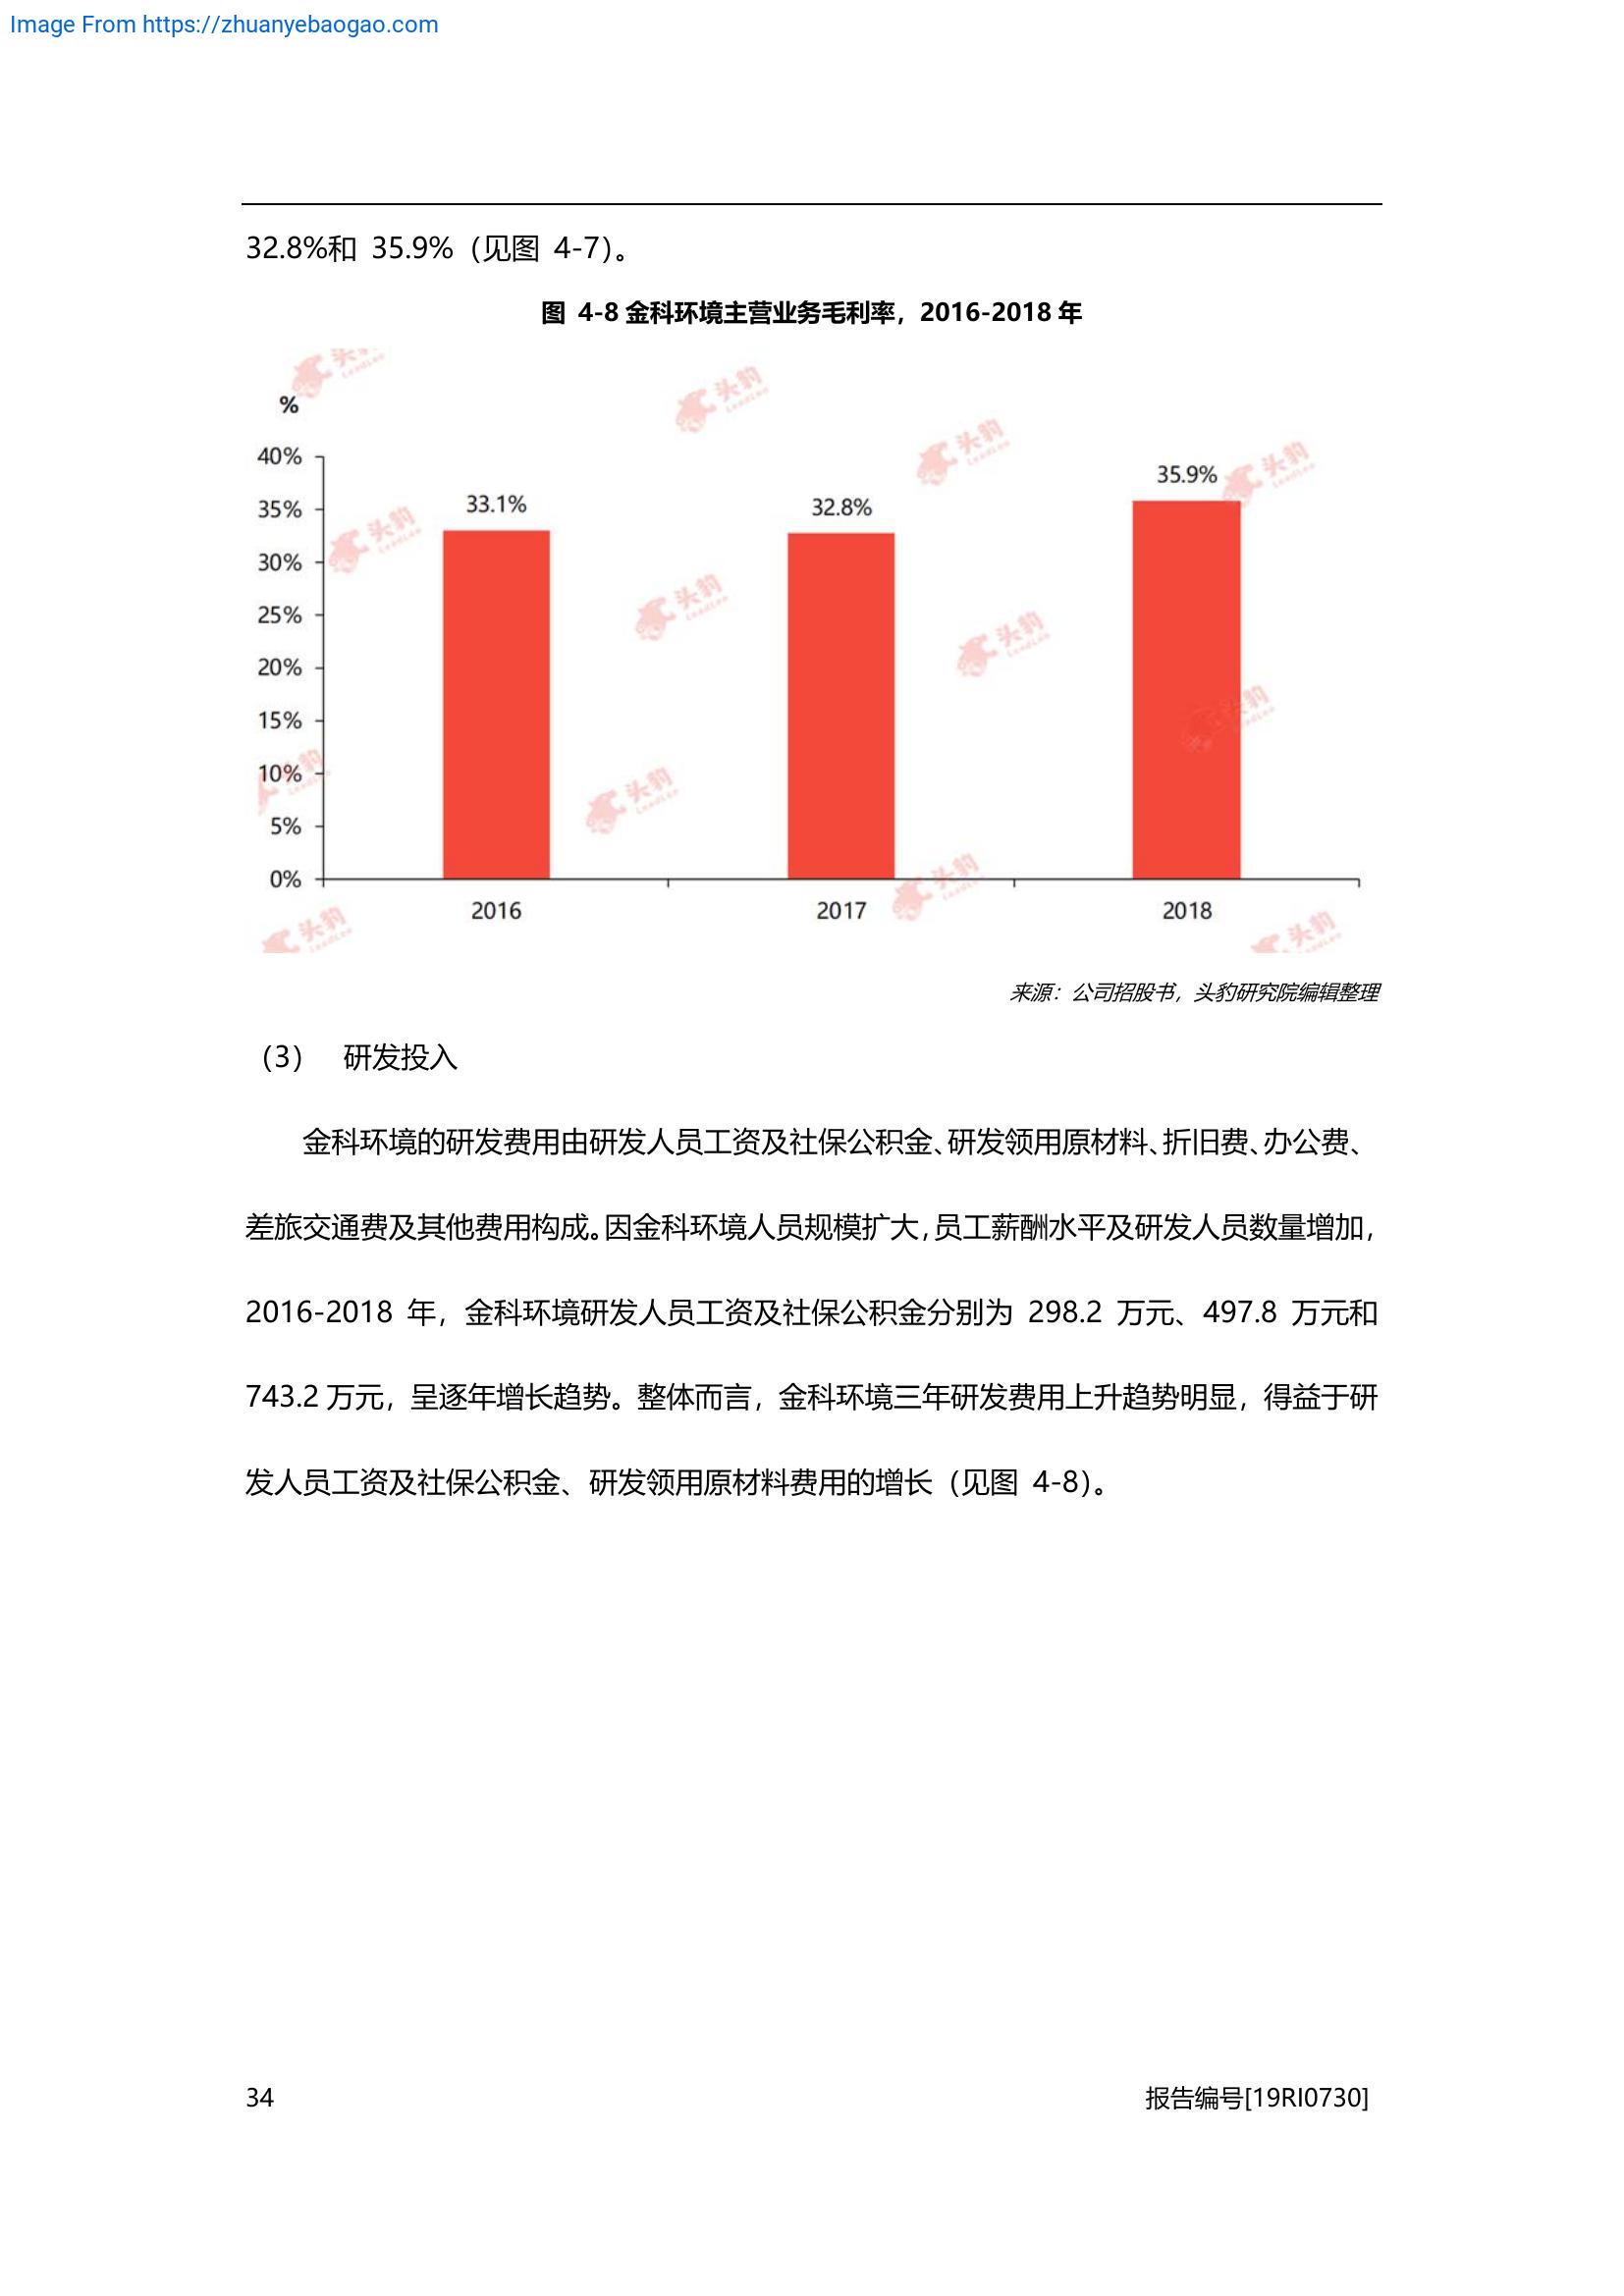 Image From https://zhuanyebaogao.com
32.8%和 35.9%（见图 4-7）。
图 4-8 金科环境主营业务毛利率，2016-2018 年
%
40%
35%
30%
25%
20%
15%
10%
5%
0%
33.1%
32.8%
35.9%
2016
2017
2018
头豹
LeadLeo
来源：公司招股书，头豹研究院编辑整理
（3） 研发投入
金科环境的研发费用由研发人员工资及社保公积金、研发领用原材料、折旧费、办公费、
差旅交通费及其他费用构成。因金科环境人员规模扩大，员工薪酬水平及研发人员数量增加，
2016-2018 年，金科环境研发人员工资及社保公积金分别为 298.2 万元、497.8 万元和
743.2 万元，呈逐年增长趋势。整体而言，金科环境三年研发费用上升趋势明显，得益于研
发人员工资及社保公积金、研发领用原材料费用的增长（见图 4-8）。
34
报告编号[19RI0730]